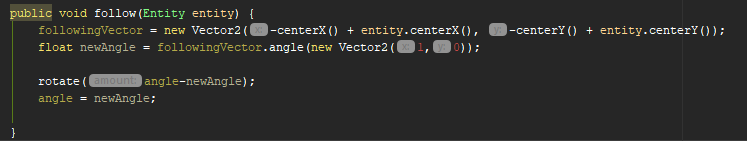 public void follow(Entity entity) {
followingVector = new Vector2( x: -centerX() + entity.centerX(), y: -centerY() + entity.centerY());
float newAngle = followingVector.angle(new Vector2( x: 1, y: 0));
rotate( amount: angle-newAngle);
angle = newAngle;
}